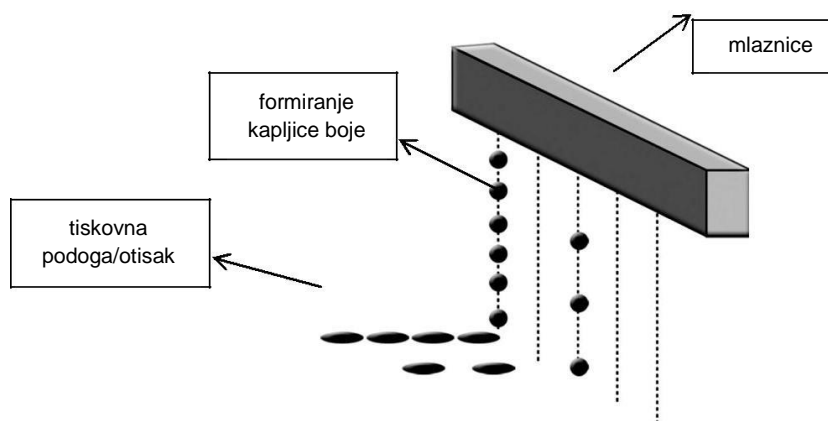 mlaznice
formiranje
kapljice boje
tiskovna
podoga/otisak